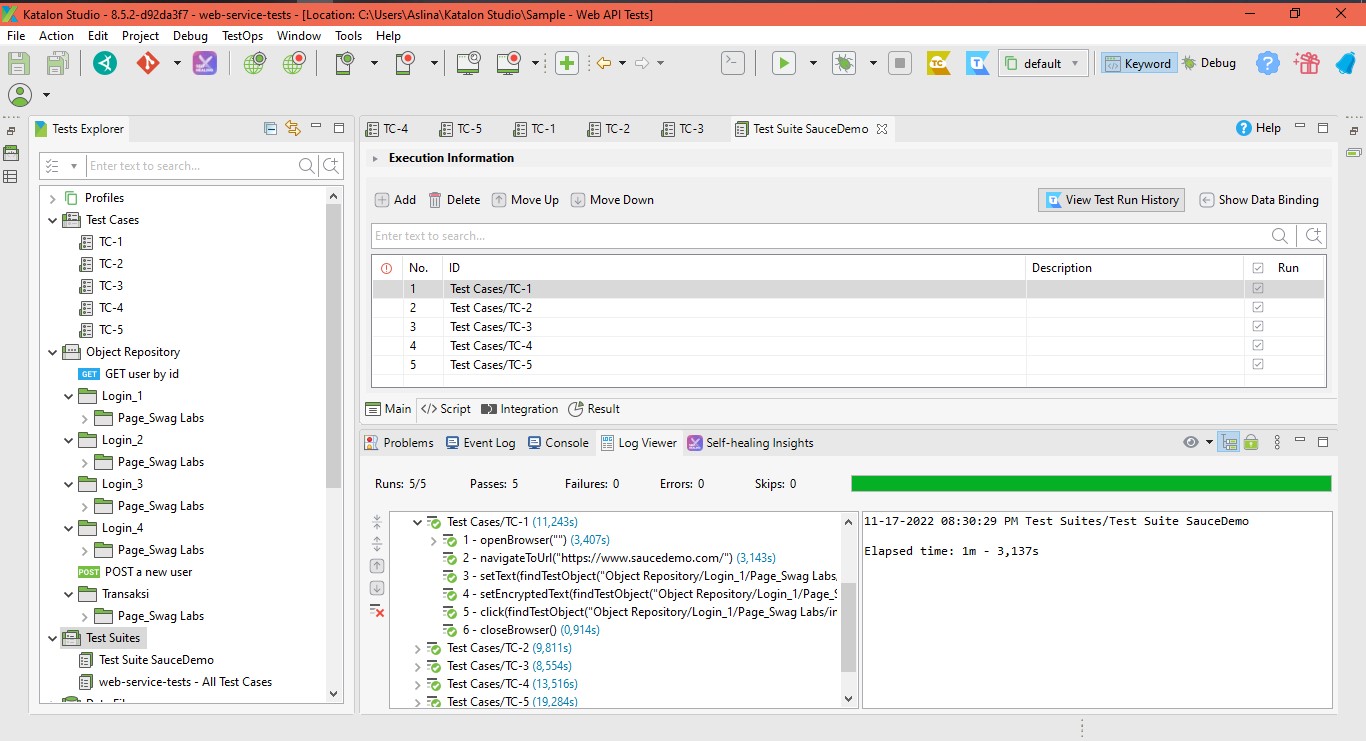 Katalon Studio - 8.5.2-d92da3f7 - web-service-tests - [Location: C:\Users\Aslina\Katalon Studio\Sample - Web API Tests]
File Action Edit Project Debug TestOps Window Tools Help
default Keyword Debug
Tests Explorer
Enter text to search...
Profiles
Test Cases
TC-1
TC-2
TC-3
TC-4
TC-5
Object Repository
GET GET user by id
Login_1
Page_Swag Labs
Login_2
Page_Swag Labs
Login_3
Page_Swag Labs
Login_4
Page_Swag Labs
POST POST a new user
Transaksi
Page_Swag Labs
Test Suites
Test Suite SauceDemo
web-service-tests - All Test Cases
TC-4 TC-5 TC-1 TC-2 TC-3 Test Suite SauceDemo Help
Execution Information
Add Delete Move Up Move Down View Test Run History Show Data Binding
Enter text to search...
No. ID Description Run
1 Test Cases/TC-1
2 Test Cases/TC-2
3 Test Cases/TC-3
4 Test Cases/TC-4
5 Test Cases/TC-5
Main </> Script Integration Result
Problems Event Log Console Log Viewer Self-healing Insights
Runs: 5/5 Passes: 5 Failures: 0 Errors: 0 Skips: 0
Test Cases/TC-1 (11,243s)
1 - openBrowser("") (3,407s)
2 - navigateToUrl("https://www.saucedemo.com/") (3,143s)
3 - setText(findTestObject("Object Repository/Login_1/Page_Swag Labs,
4 - setEncryptedText(findTestObject("Object Repository/Login_1/Page_S
5 - click(findTestObject("Object Repository/Login_1/Page_Swag Labs/in
6 - closeBrowser() (0,914s)
Test Cases/TC-2 (9,811s)
Test Cases/TC-3 (8,554s)
Test Cases/TC-4 (13,516s)
Test Cases/TC-5 (19,284s)
11-17-2022 08:30:29 PM Test Suites/Test Suite SauceDemo
Elapsed time: 1m - 3,137s